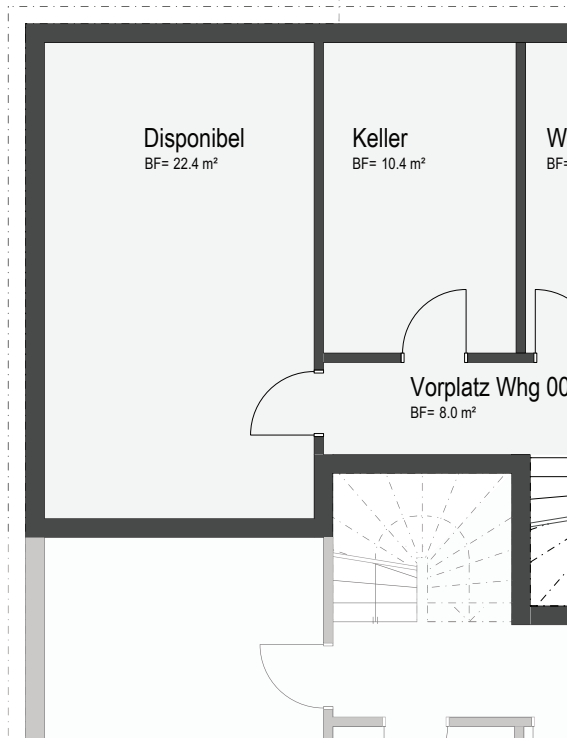 Disponibel
BF= 22.4 m²
Keller
BF= 10.4 m²
Vorplatz Whg 00
BF= 8.0 m²